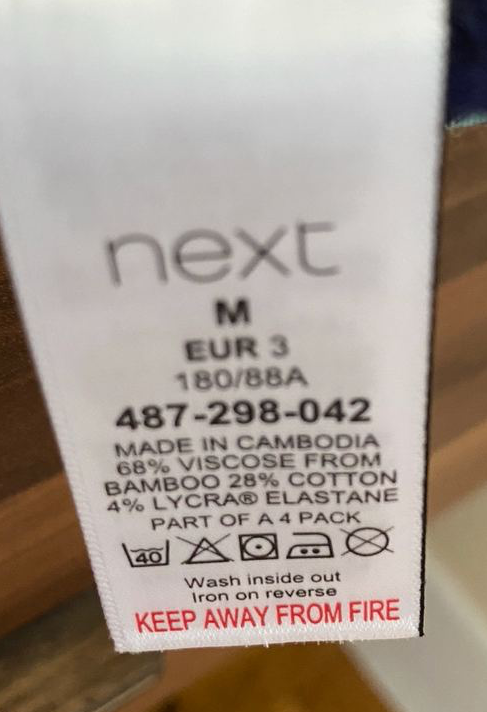 next
M
EUR 3
180/88A
487-298-042
MADE IN CAMBODIA
68% VISCOSE FROM
BAMBOO 28% COTTON
4% LYCRA® ELASTANE
PART OF A 4 PACK
40
Wash inside out
Iron on reverse
KEEP AWAY FROM FIRE